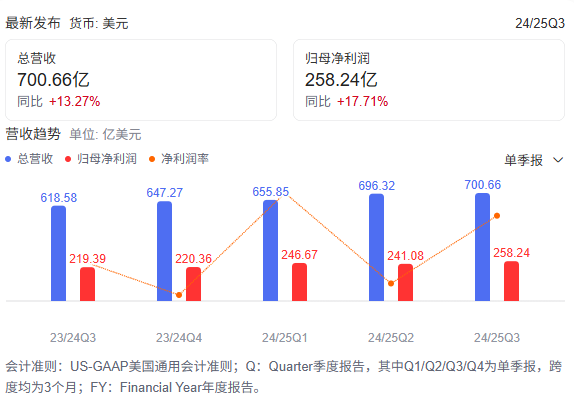 最新发布 货币: 美元 24/25Q3
总营收 归母净利润
700.66亿 258.24亿
同比 +13.27% 同比 +17.71%
营收趋势 单位: 亿美元
总营收 归母净利润 净利润率 单季报
618.58 647.27 655.85 696.32 700.66
219.39 220.36 246.67 241.08 258.24
23/24Q3 23/24Q4 24/25Q1 24/25Q2 24/25Q3
会计准则：US-GAAP美国通用会计准则；Q：Quarter季度报告，其中Q1/Q2/Q3/Q4为单季报，跨
度均为3个月；FY：Financial Year年度报告。